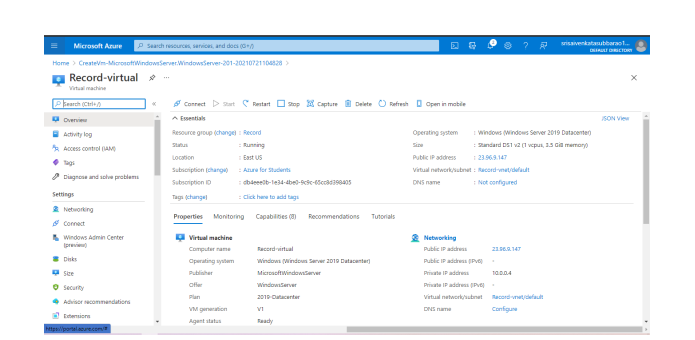 Microsoft Azure
Search resources, services, and docs (G+/)
srisaivenkatasubbarao1...
DEFAULT DIRECTORY
Home > CreateVm-MicrosoftWindowsServer.WindowsServer-201-20210721104828 >
Record-virtual
Virtual machine
Search (Ctrl+/)
Connect Start Restart Stop Capture Delete Refresh Open in mobile
Overview
Activity log
Access control (IAM)
Tags
Diagnose and solve problems
Settings
Networking
Connect
Windows Admin Center (preview)
Disks
Size
Security
Advisor recommendations
Extensions
https://portal.azure.com/#
Essentials
JSON View
Resource group (change) : Record
Status : Running
Location : East US
Subscription (change) : Azure for Students
Subscription ID : db4eee0b-1e34-4be0-9c9c-65cc8d398405
Operating system : Windows (Windows Server 2019 Datacenter)
Size : Standard DS1 v2 (1 vcpus, 3.5 GiB memory)
Public IP address : 23.96.9.147
Virtual network/subnet : Record-vnet/default
DNS name : Not configured
Tags (change) : Click here to add tags
Properties Monitoring Capabilities (8) Recommendations Tutorials
Virtual machine
Computer name Record-virtual
Operating system Windows (Windows Server 2019 Datacenter)
Publisher MicrosoftWindowsServer
Offer WindowsServer
Plan 2019-Datacenter
VM generation V1
Agent status Ready
Networking
Public IP address 23.96.9.147
Public IP address (IPv6) -
Private IP address 10.0.0.4
Private IP address (IPv6) -
Virtual network/subnet Record-vnet/default
DNS name Configure